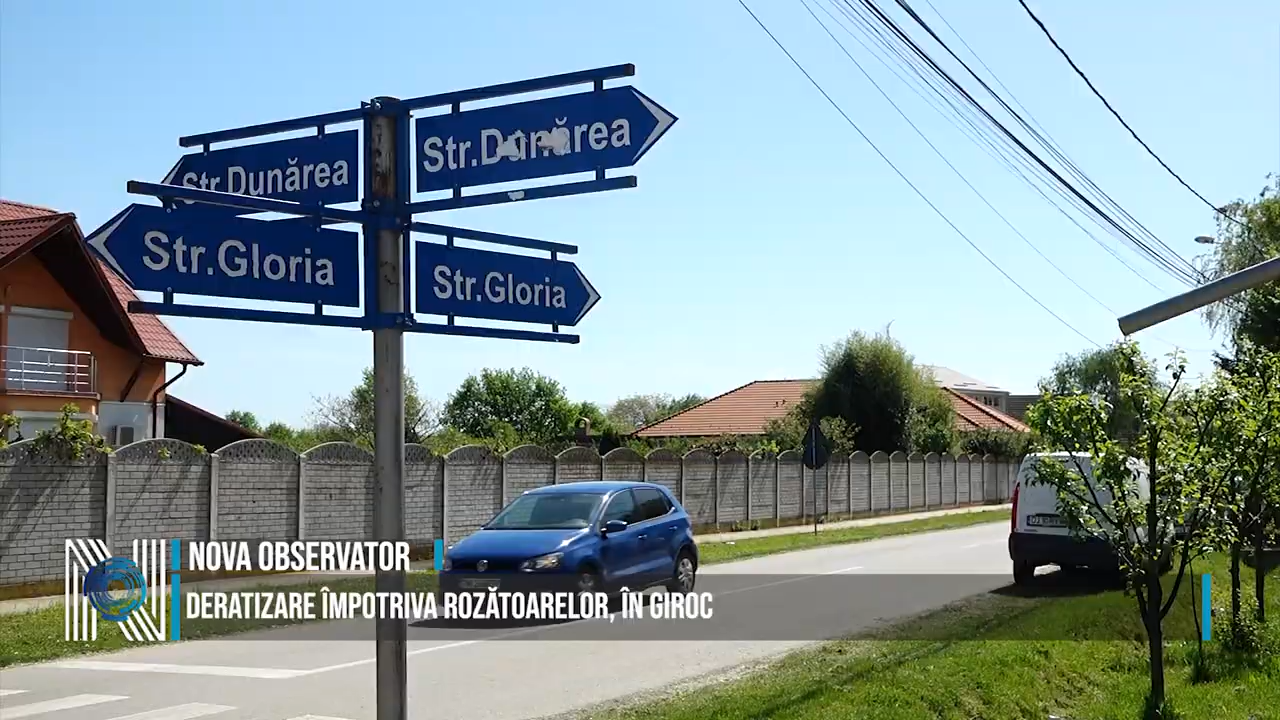 Str.Dunărea
Str.Dunărea
Str.Gloria
Str.Gloria
NOVA OBSERVATOR
DERATIZARE ÎMPOTRIVA ROZĂTOARELOR, ÎN GIROC